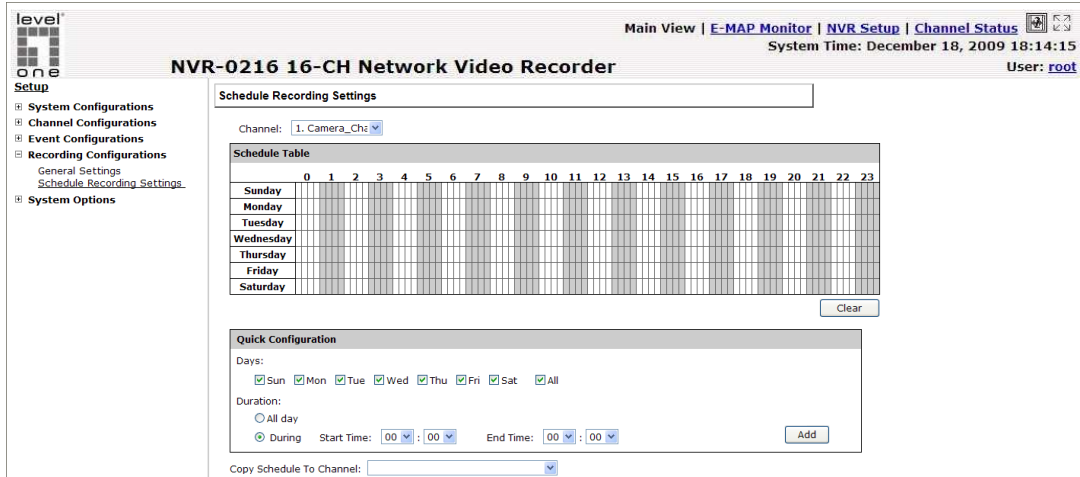 level
one
Main View | E-MAP Monitor | NVR Setup | Channel Status
System Time: December 18, 2009 18:14:15
NVR-0216 16-CH Network Video Recorder
User: root
Setup
System Configurations
Channel Configurations
Event Configurations
Recording Configurations
General Settings
Schedule Recording Settings
System Options
Schedule Recording Settings
Channel: 1. Camera_Cha
Schedule Table
0 1 2 3 4 5 6 7 8 9 10 11 12 13 14 15 16 17 18 19 20 21 22 23
Sunday
Monday
Tuesday
Wednesday
Thursday
Friday
Saturday
Clear
Quick Configuration
Days:
Sun Mon Tue Wed Thu Fri Sat All
Duration:
All day
During Start Time: 00 : 00 End Time: 00 : 00 Add
Copy Schedule To Channel: